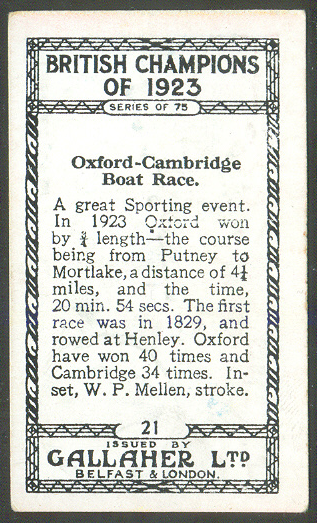 BRITISH CHAMPIONS
OF 1923
SERIES OF 75
Oxford-Cambridge
Boat Race.
A great Sporting event.
In 1923 Oxford won
by ¾ length—the course
being from Putney to
Mortlake, a distance of 4¼
miles, and the time,
20 min. 54 secs. The first
race was in 1829, and
rowed at Henley. Oxford
have won 40 times and
Cambridge 34 times. In-
set, W. P. Mellen, stroke.
21
ISSUED BY
GALLAHER LTD
BELFAST & LONDON.